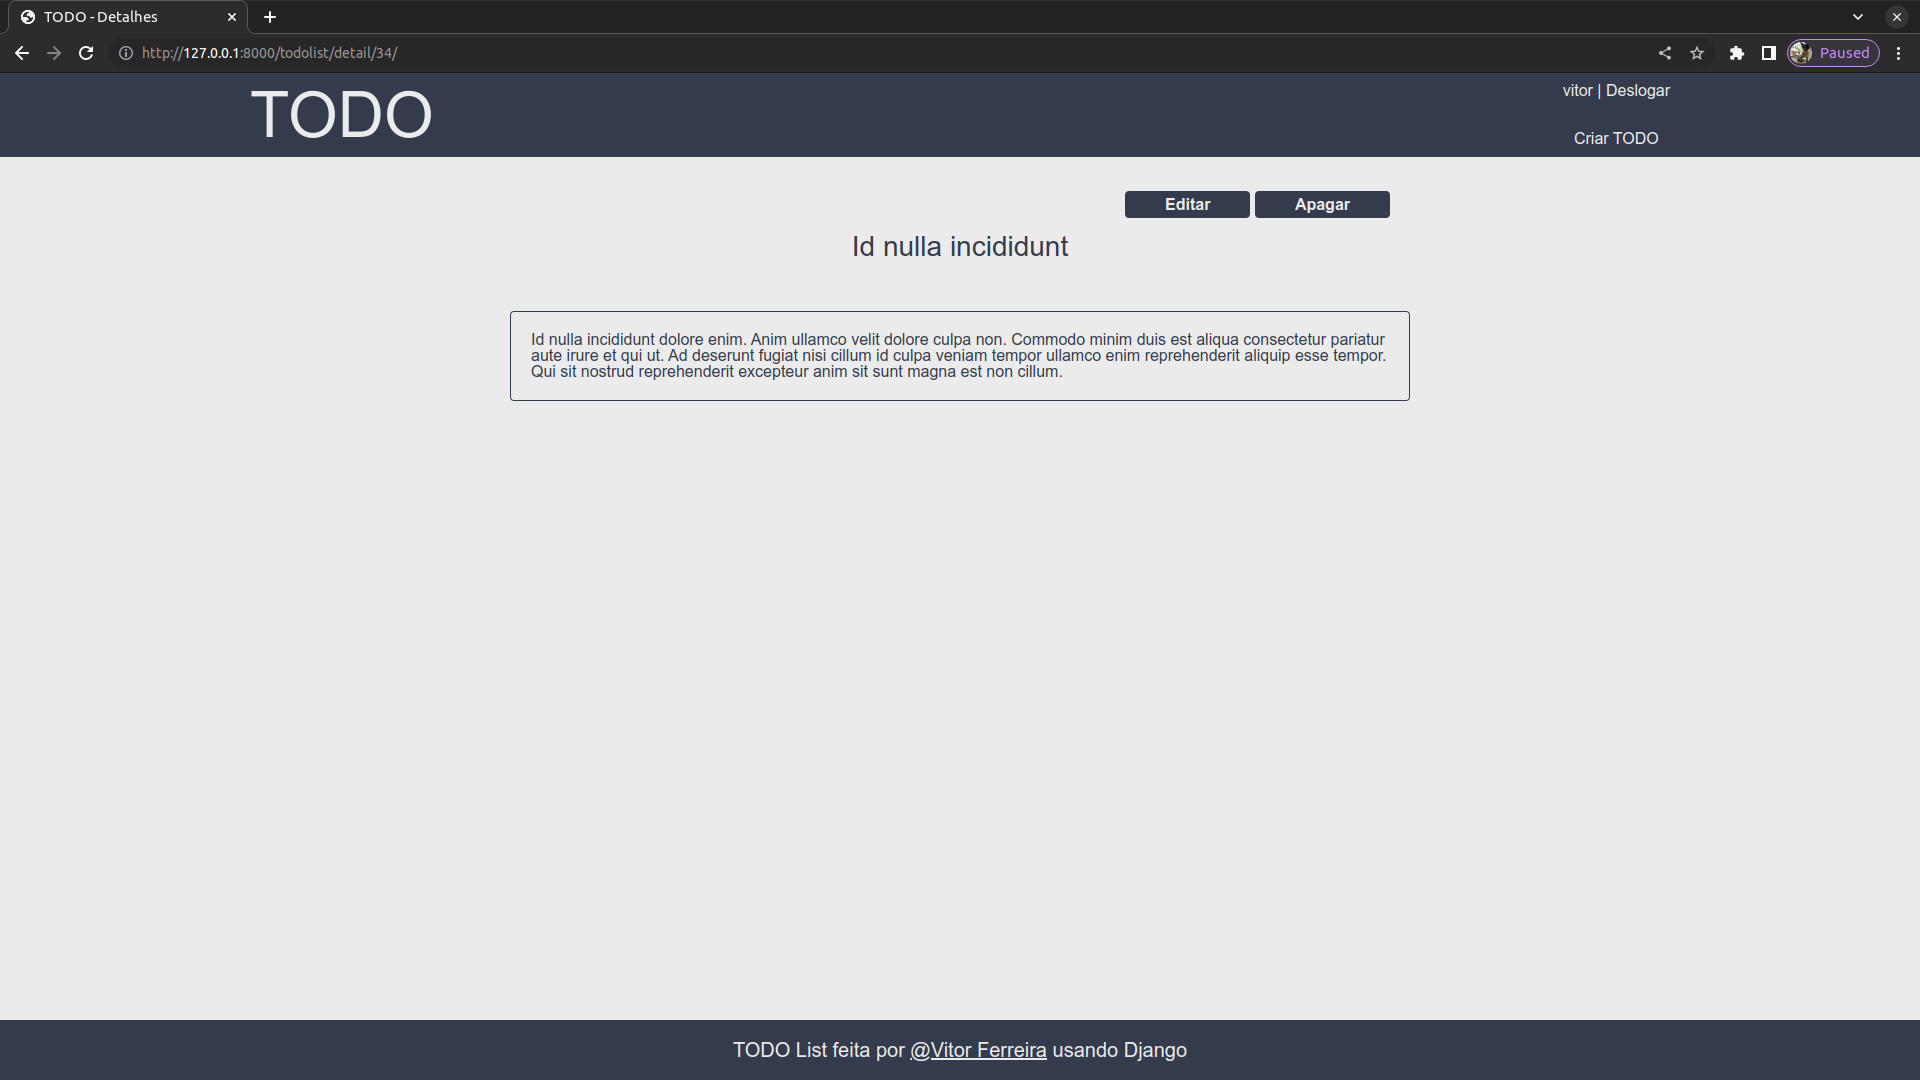 TODO - Detalhes
http://127.0.0.1:8000/todolist/detail/34/
Paused
TODO
vitor | Deslogar
Criar TODO
Editar Apagar
Id nulla incididunt
Id nulla incididunt dolore enim. Anim ullamco velit dolore culpa non. Commodo minim duis est aliqua consectetur pariatur
aute irure et qui ut. Ad deserunt fugiat nisi cillum id culpa veniam tempor ullamco enim reprehenderit aliquip esse tempor.
Qui sit nostrud reprehenderit excepteur anim sit sunt magna est non cillum.
TODO List feita por @Vitor Ferreira usando Django